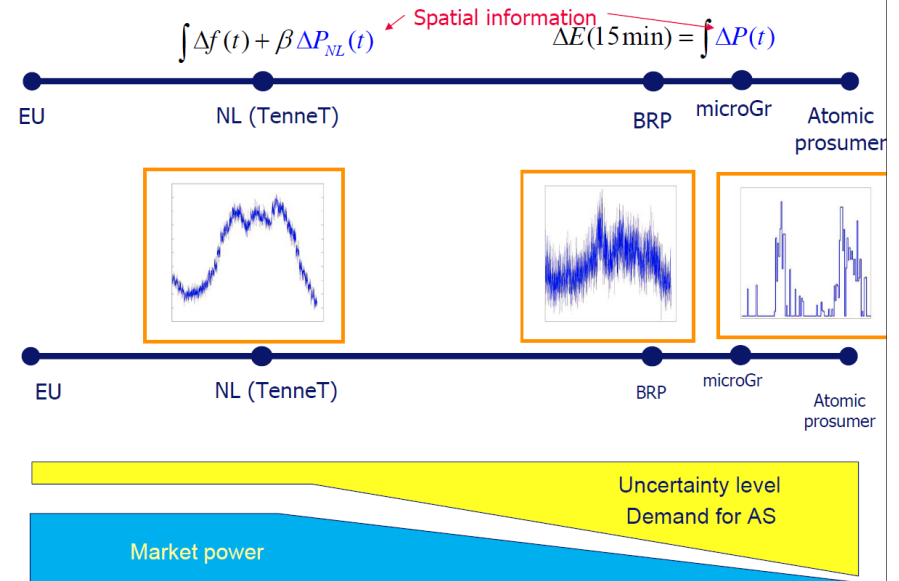 Spatial information
∫Δf(t) + βΔP_NL(t)
ΔE(15min) = ∫ΔP(t)
EU
NL (TenneT)
BRP
microGr
Atomic
prosumer
EU
NL (TenneT)
BRP
microGr
Atomic
prosumer
Uncertainty level
Demand for AS
Market power